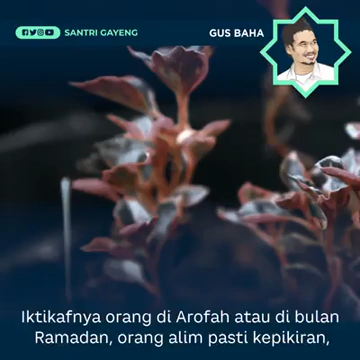 SANTRI GAYENG
GUS BAHA
Iktikafnya orang di Arofah atau di bulan
Ramadan, orang alim pasti kepikiran,